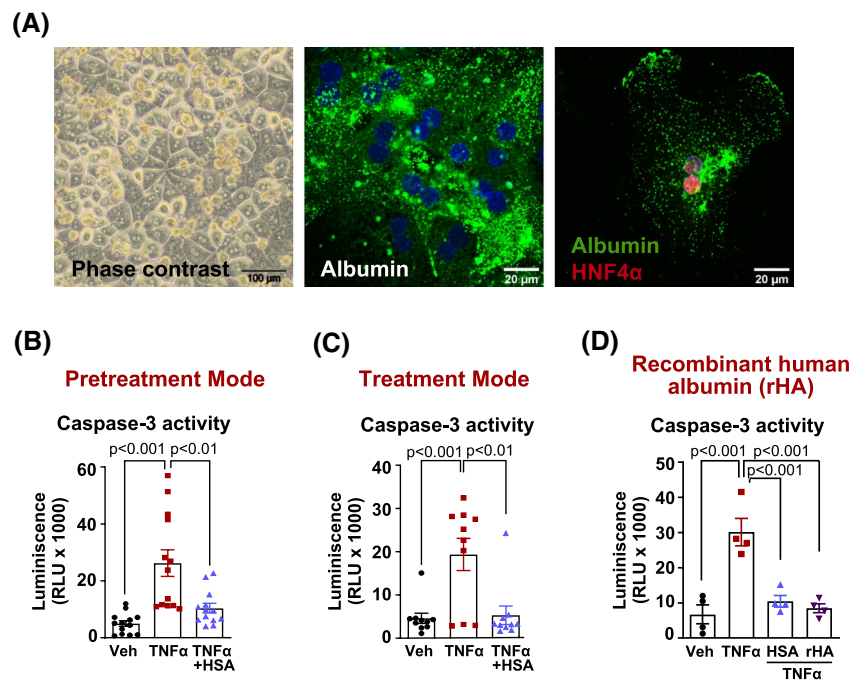 (A)
Phase contrast
100 µm
Albumin
20 µm
Albumin
HNF4α
20 µm
(B)
Pretreatment Mode
Caspase-3 activity
p<0.001
p<0.01
Luminiscence
(RLU x 1000)
60
40
20
0
Veh
TNFα
TNFα
+HSA
(C)
Treatment Mode
Caspase-3 activity
p<0.001
p<0.01
Luminiscence
(RLU x 1000)
40
30
20
10
0
Veh
TNFα
TNFα
+HSA
(D)
Recombinant human
albumin (rHA)
Caspase-3 activity
p<0.001
p<0.001
p<0.001
Luminiscence
(RLU x 1000)
50
40
30
20
10
0
Veh
TNFα
HSA
rHA
TNFα